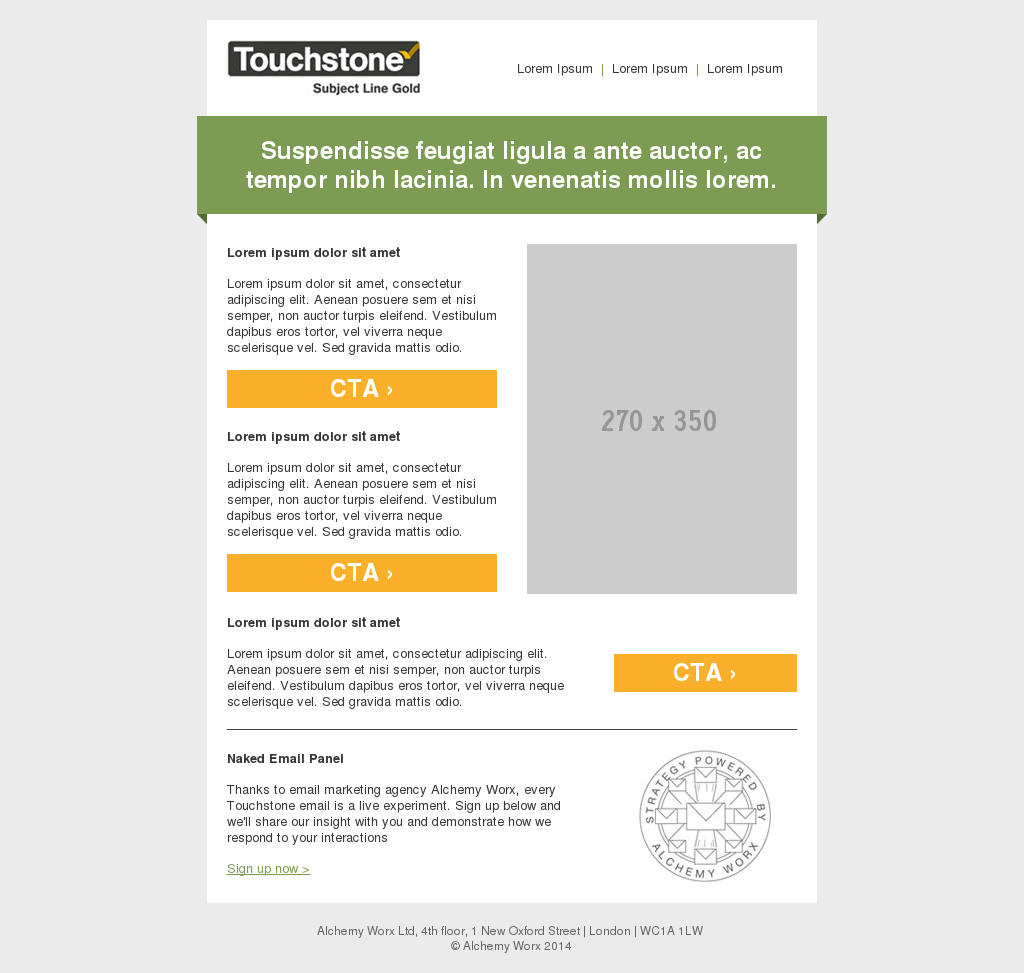 Touchstone
Subject Line Gold
Lorem Ipsum | Lorem Ipsum | Lorem Ipsum
Suspendisse feugiat ligula a ante auctor, ac
tempor nibh lacinia. In venenatis mollis lorem.
Lorem ipsum dolor sit amet
Lorem ipsum dolor sit amet, consectetur
adipiscing elit. Aenean posuere sem et nisi
semper, non auctor turpis eleifend. Vestibulum
dapibus eros tortor, vel viverra neque
scelerisque vel. Sed gravida mattis odio.
CTA ›
Lorem ipsum dolor sit amet
Lorem ipsum dolor sit amet, consectetur
adipiscing elit. Aenean posuere sem et nisi
semper, non auctor turpis eleifend. Vestibulum
dapibus eros tortor, vel viverra neque
scelerisque vel. Sed gravida mattis odio.
CTA ›
270 x 350
Lorem ipsum dolor sit amet
Lorem ipsum dolor sit amet, consectetur adipiscing elit.
Aenean posuere sem et nisi semper, non auctor turpis
eleifend. Vestibulum dapibus eros tortor, vel viverra neque
scelerisque vel. Sed gravida mattis odio.
CTA ›
Naked Email Panel
Thanks to email marketing agency Alchemy Worx, every
Touchstone email is a live experiment. Sign up below and
we'll share our insight with you and demonstrate how we
respond to your interactions
Sign up now >
STRATEGY POWERED BY
ALCHEMY WORX
Alchemy Worx Ltd, 4th floor, 1 New Oxford Street | London | WC1A 1LW
© Alchemy Worx 2014